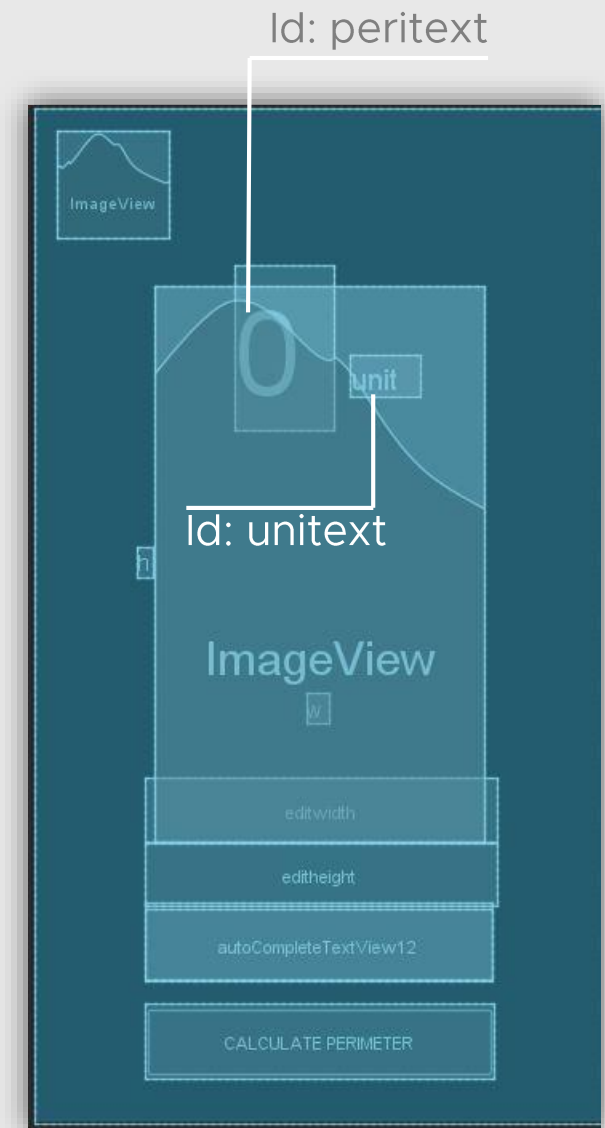 Id: peritext
ImageView
0
unit
Id: unitext
h
ImageView
w
editwidth
editheight
autoCompleteTextView12
CALCULATE PERIMETER